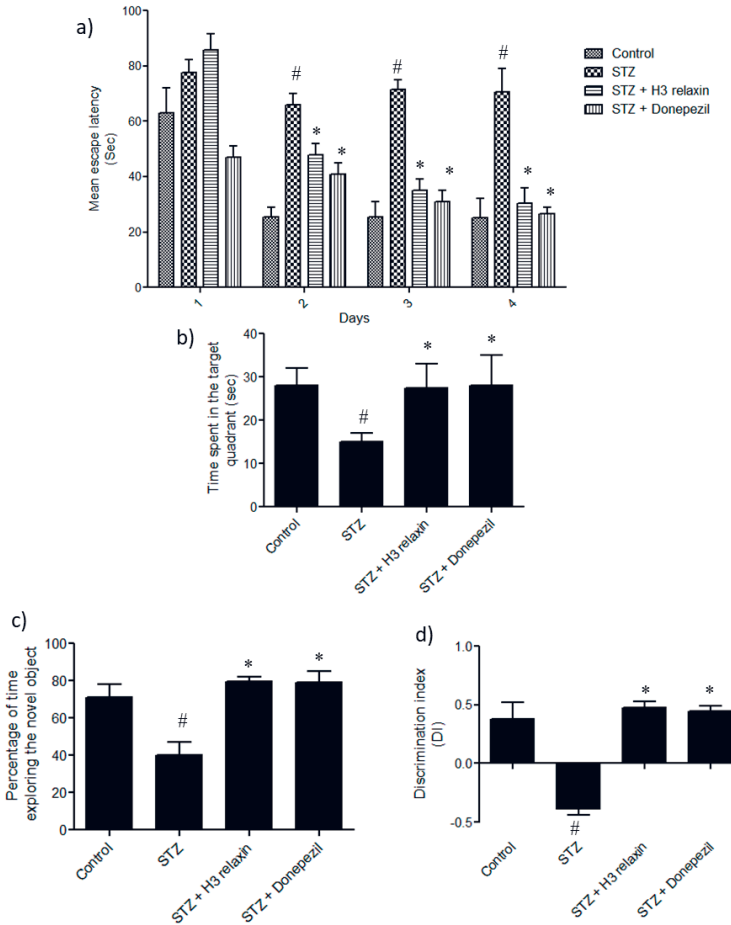 a)
Mean escape latency
(Sec)
100
80
60
40
20
0
#
#
#
*
*
*
*
*
*
1
2
3
4
Days
Control
STZ
STZ + H3 relaxin
STZ + Donepezil
b)
Time spent in the target
quadrant (sec)
40
30
20
10
0
#
*
*
Control
STZ
STZ + H3 relaxin
STZ + Donepezil
c)
Percentage of time
exploring the novel object
100
80
60
40
20
0
#
*
*
Control
STZ
STZ + H3 relaxin
STZ + Donepezil
d)
Discrimination index
(DI)
1.0
0.5
0.0
-0.5
*
*
#
Control
STZ
STZ + H3 relaxin
STZ + Donepezil